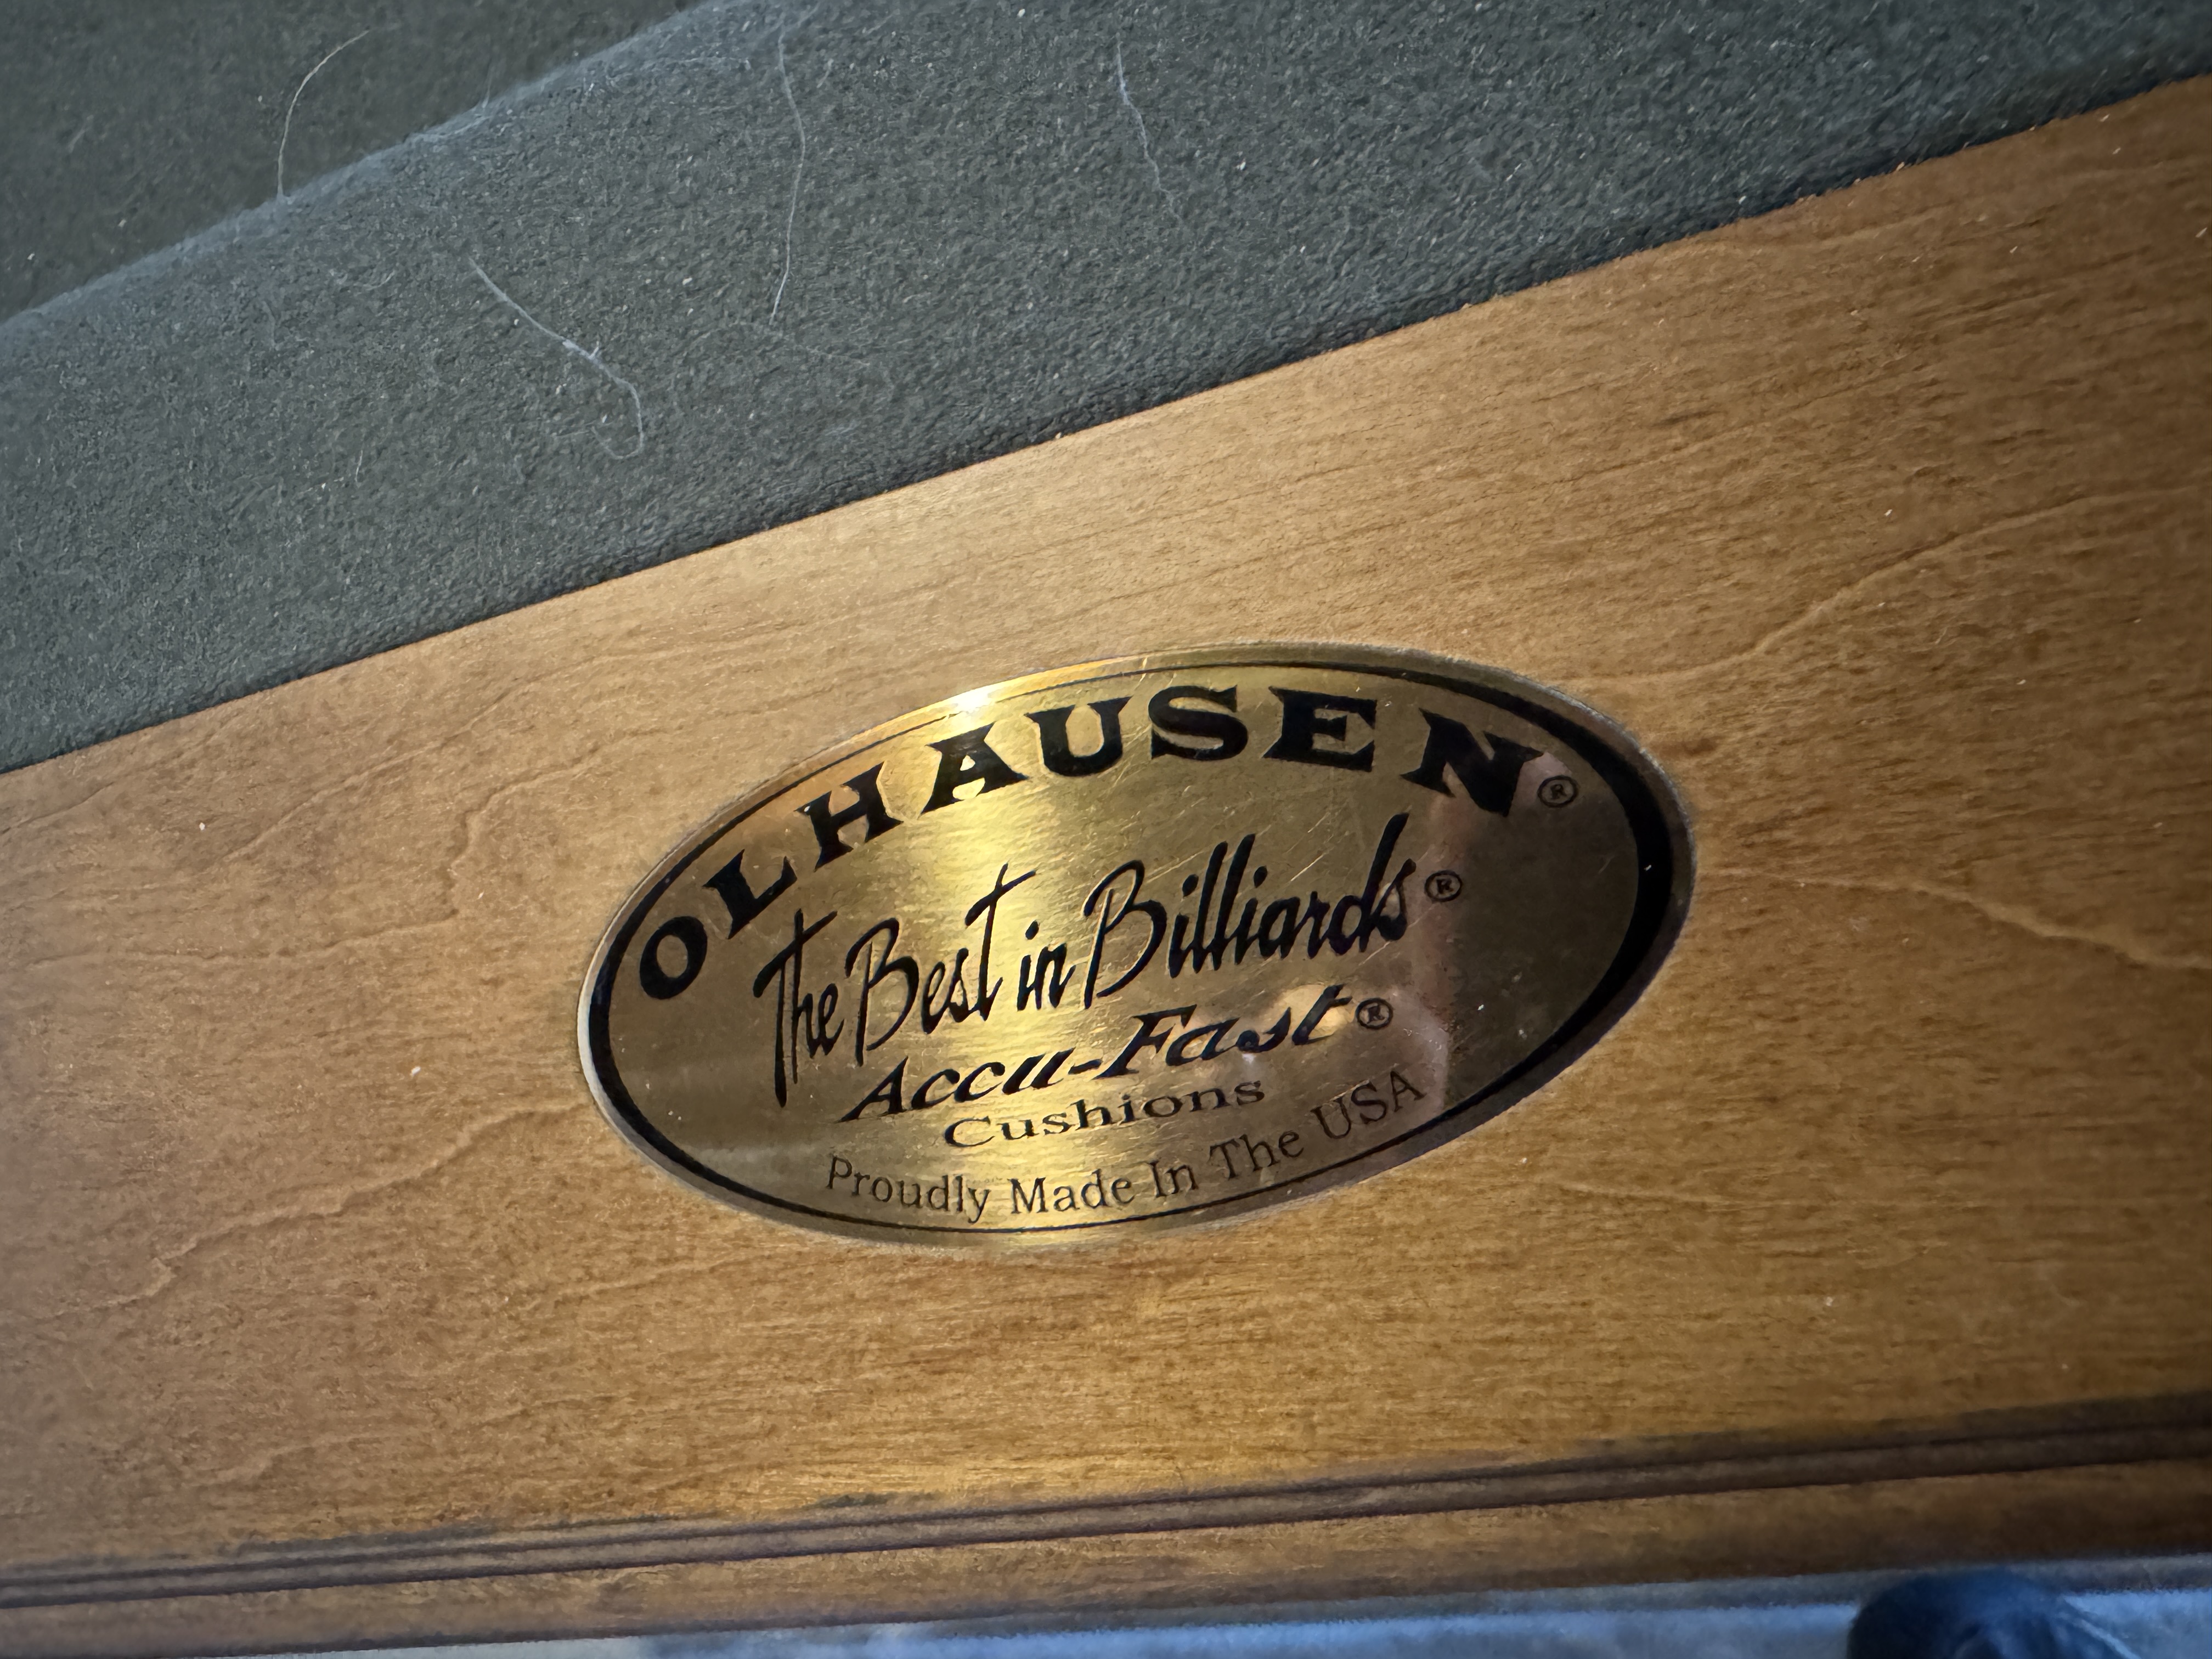 OLHAUSEN®
The Best in Billiards®
Accu-Fast®
Cushions
Proudly Made In The USA